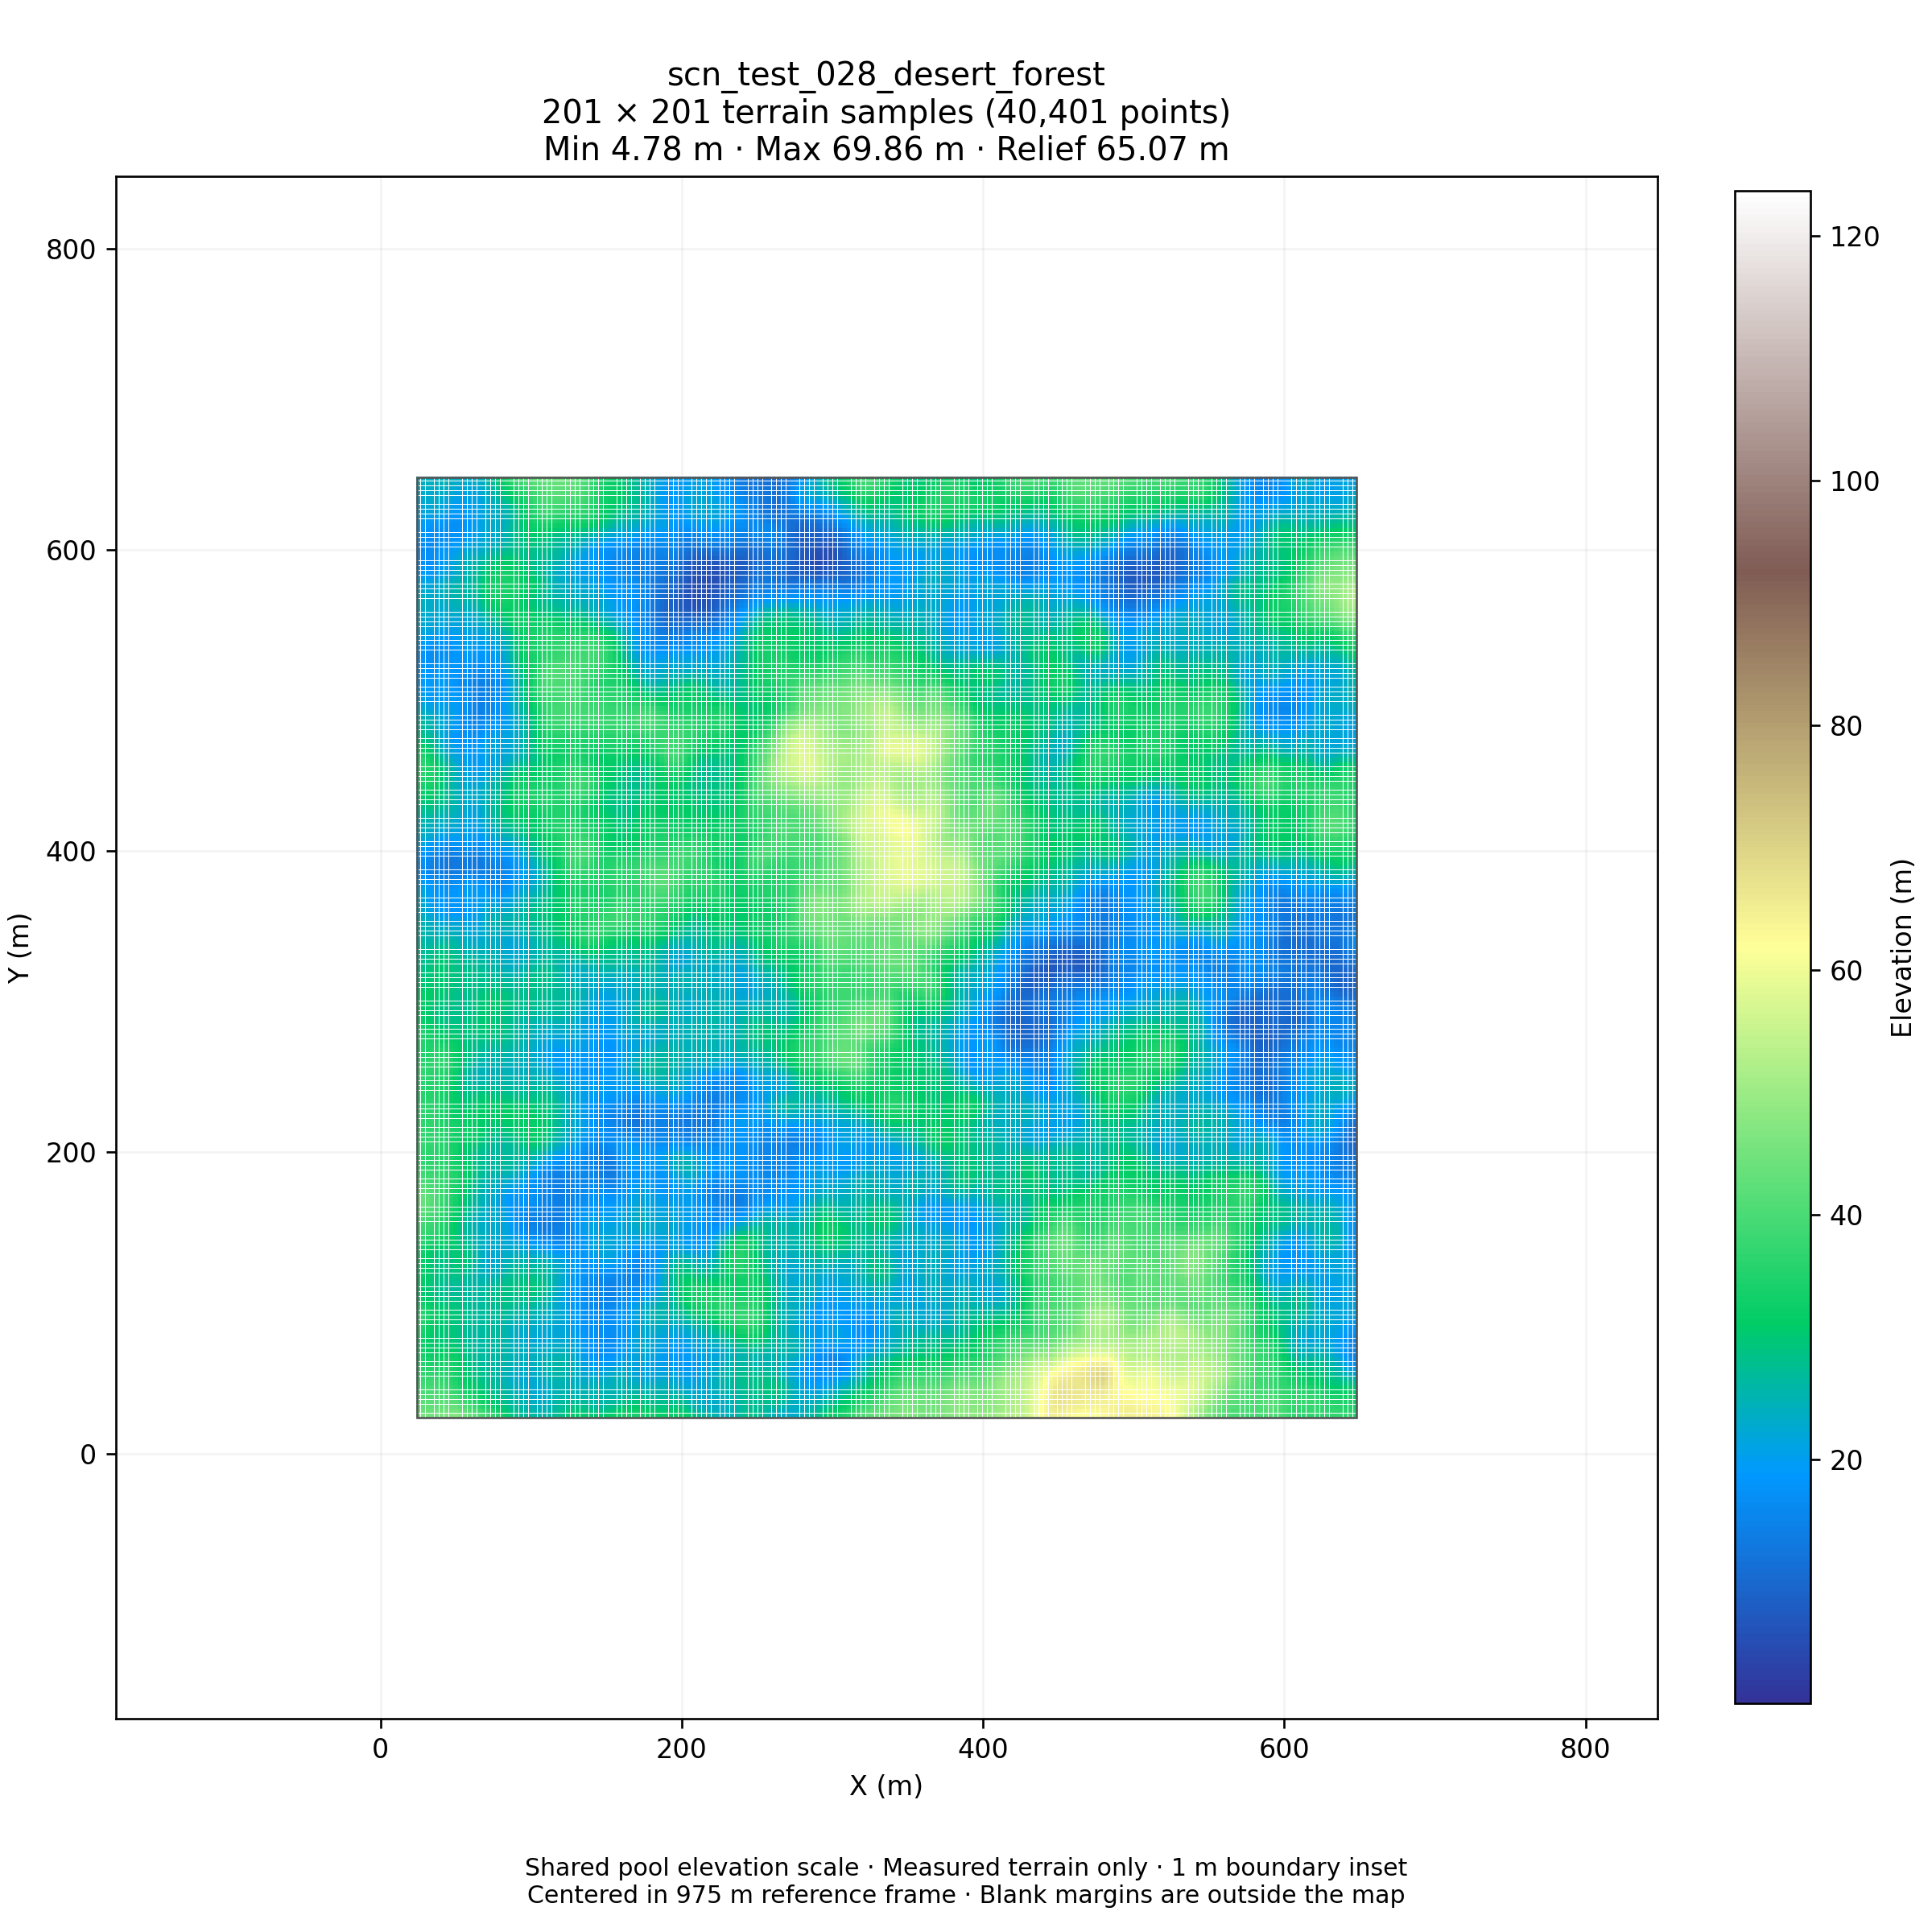 scn_test_028_desert_forest
201 × 201 terrain samples (40,401 points)
Min 4.78 m · Max 69.86 m · Relief 65.07 m
800
600
400
200
0
Y (m)
0
200
400
600
800
X (m)
120
100
80
60
40
20
Elevation (m)
Shared pool elevation scale · Measured terrain only · 1 m boundary inset
Centered in 975 m reference frame · Blank margins are outside the map